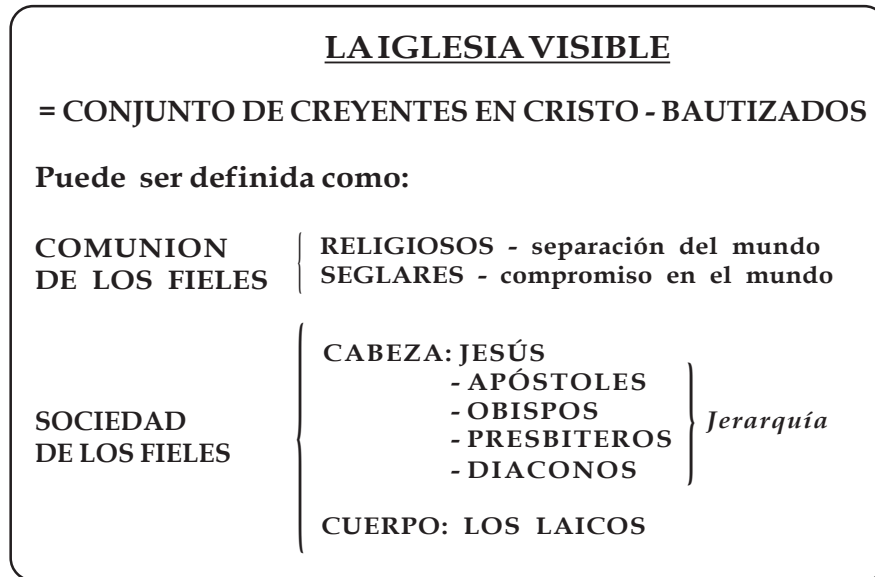 LA IGLESIA VISIBLE
= CONJUNTO DE CREYENTES EN CRISTO - BAUTIZADOS
Puede ser definida como:
COMUNION
DE LOS FIELES
RELIGIOSOS - separación del mundo
SEGLARES - compromiso en el mundo
SOCIEDAD
DE LOS FIELES
CABEZA: JESÚS
- APÓSTOLES
- OBISPOS
- PRESBITEROS
- DIACONOS
Jerarquía
CUERPO: LOS LAICOS